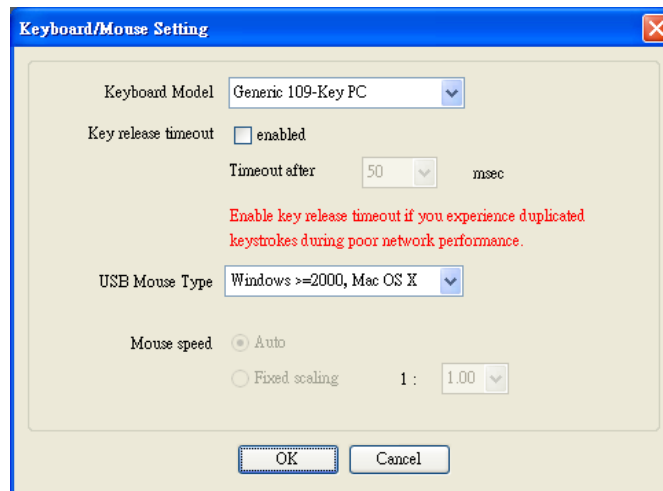 Keyboard/Mouse Setting
Keyboard Model Generic 109-Key PC
Key release timeout enabled
Timeout after 50 msec
Enable key release timeout if you experience duplicated
keystrokes during poor network performance.
USB Mouse Type Windows >=2000, Mac OS X
Mouse speed Auto
Fixed scaling 1 : 1.00
OK Cancel